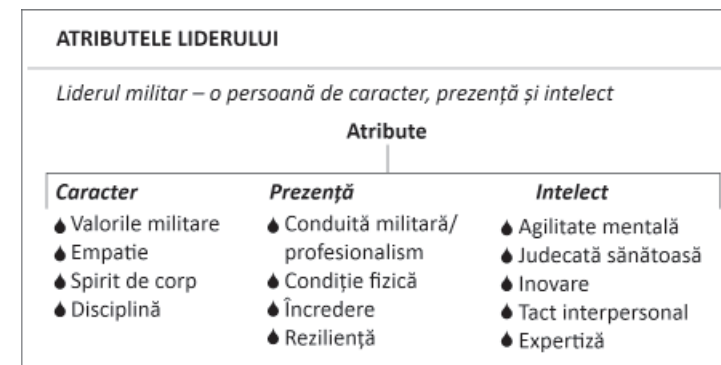 ATRIBUTELE LIDERULUI
Liderul militar – o persoană de caracter, prezență și intelect
Atribute
Caracter
Valorile militare
Empatie
Spirit de corp
Disciplină
Prezență
Conduită militară/
profesionalism
Condiție fizică
Încredere
Reziliență
Intelect
Agilitate mentală
Judecată sănătoasă
Inovare
Tact interpersonal
Expertiză